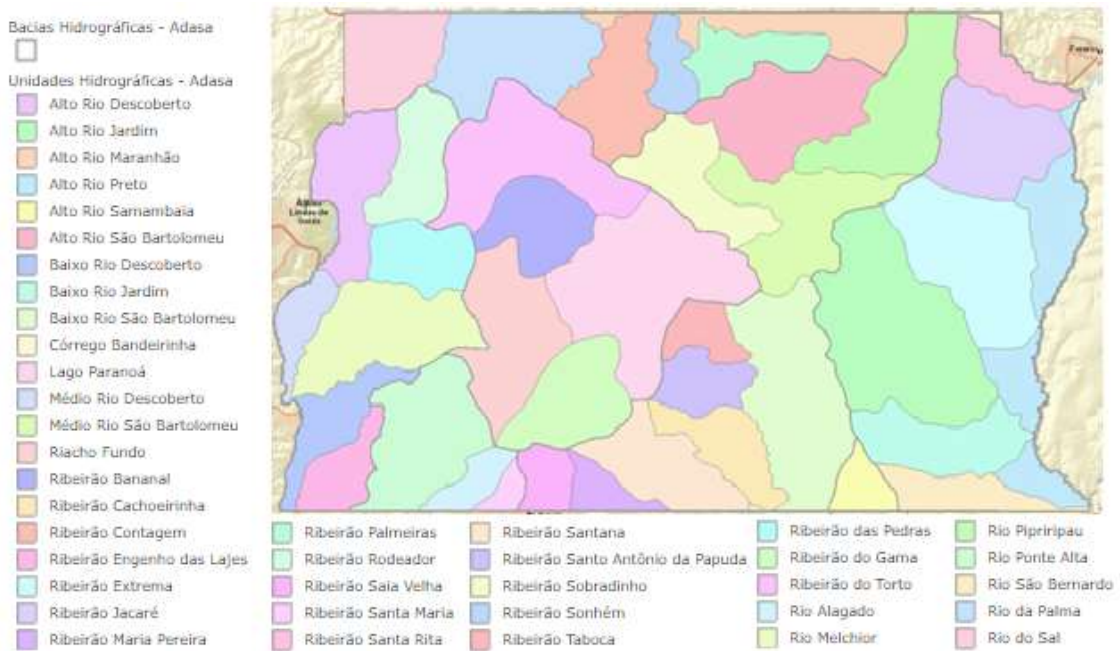 Bacias Hidrográficas - Adasa
Unidades Hidrográficas - Adasa
Alto Rio Descoberto
Alto Rio Jardim
Alto Rio Maranhão
Alto Rio Preto
Alto Rio Samambaia
Alto Rio São Bartolomeu
Baixo Rio Descoberto
Baixo Rio Jardim
Baixo Rio São Bartolomeu
Córrego Bandeirinha
Lago Paranoá
Médio Rio Descoberto
Médio Rio São Bartolomeu
Riacho Fundo
Ribeirão Bananal
Ribeirão Cachoeirinha
Ribeirão Contagem
Ribeirão Engenho das Lajes
Ribeirão Extrema
Ribeirão Jacaré
Ribeirão Maria Pereira
Águas
Lindas de
Goiás
Ribeirão Palmeiras
Ribeirão Rodeador
Ribeirão Saia Velha
Ribeirão Santa Maria
Ribeirão Santa Rita
Ribeirão Santana
Ribeirão Santo Antônio da Papuda
Ribeirão Sobradinho
Ribeirão Sonhém
Ribeirão Taboca
Ribeirão das Pedras
Ribeirão do Gama
Ribeirão do Torto
Rio Alagado
Rio Melchior
Rio Pipiripau
Rio Ponte Alta
Rio São Bernardo
Rio da Palma
Rio do Sal